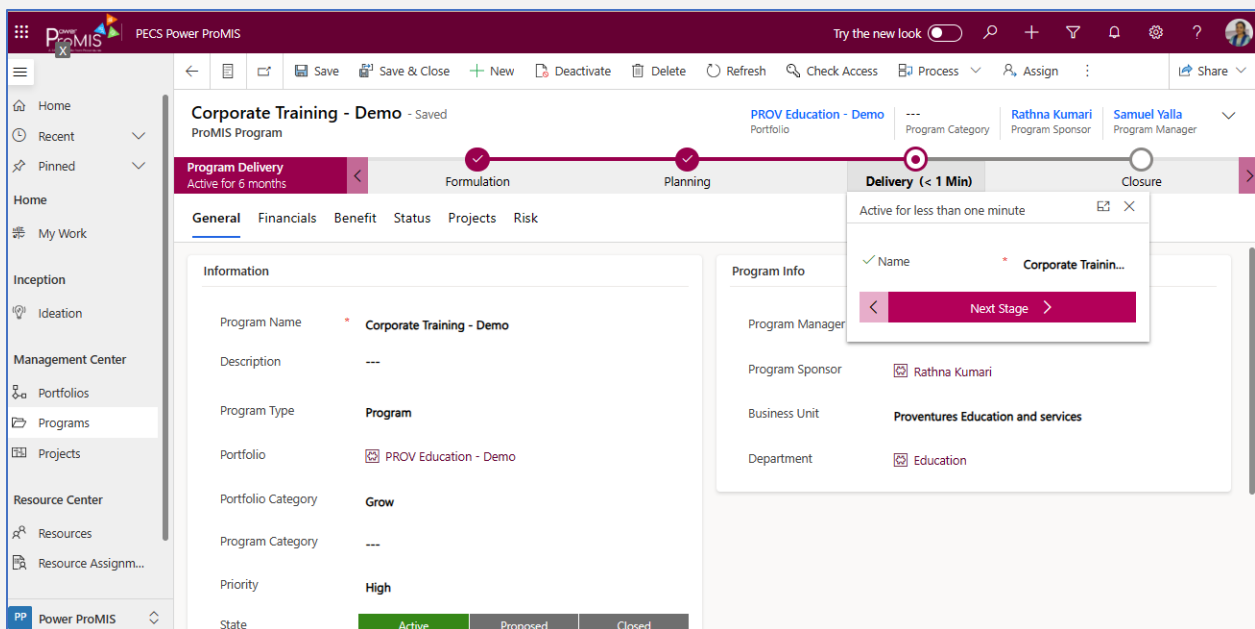 Power ProMIS
X
PECS Power ProMIS
Try the new look
Save
Save & Close
New
Deactivate
Delete
Refresh
Check Access
Process
Assign
Share
Home
Recent
Pinned
Home
My Work
Inception
Ideation
Management Center
Portfolios
Programs
Projects
Resource Center
Resources
Resource Assignm...
PP Power ProMIS
Corporate Training - Demo - Saved
ProMIS Program
PROV Education - Demo
Portfolio
---
Program Category
Rathna Kumari
Program Sponsor
Samuel Yalla
Program Manager
Program Delivery
Active for 6 months
Formulation
Planning
Delivery (< 1 Min)
Closure
General Financials Benefit Status Projects Risk
Active for less than one minute
Name * Corporate Trainin...
Next Stage
Information
Program Name * Corporate Training - Demo
Description ---
Program Type Program
Portfolio PROV Education - Demo
Portfolio Category Grow
Program Category ---
Priority High
State Active Proposed Closed
Program Info
Program Manager
Program Sponsor Rathna Kumari
Business Unit Proventures Education and services
Department Education